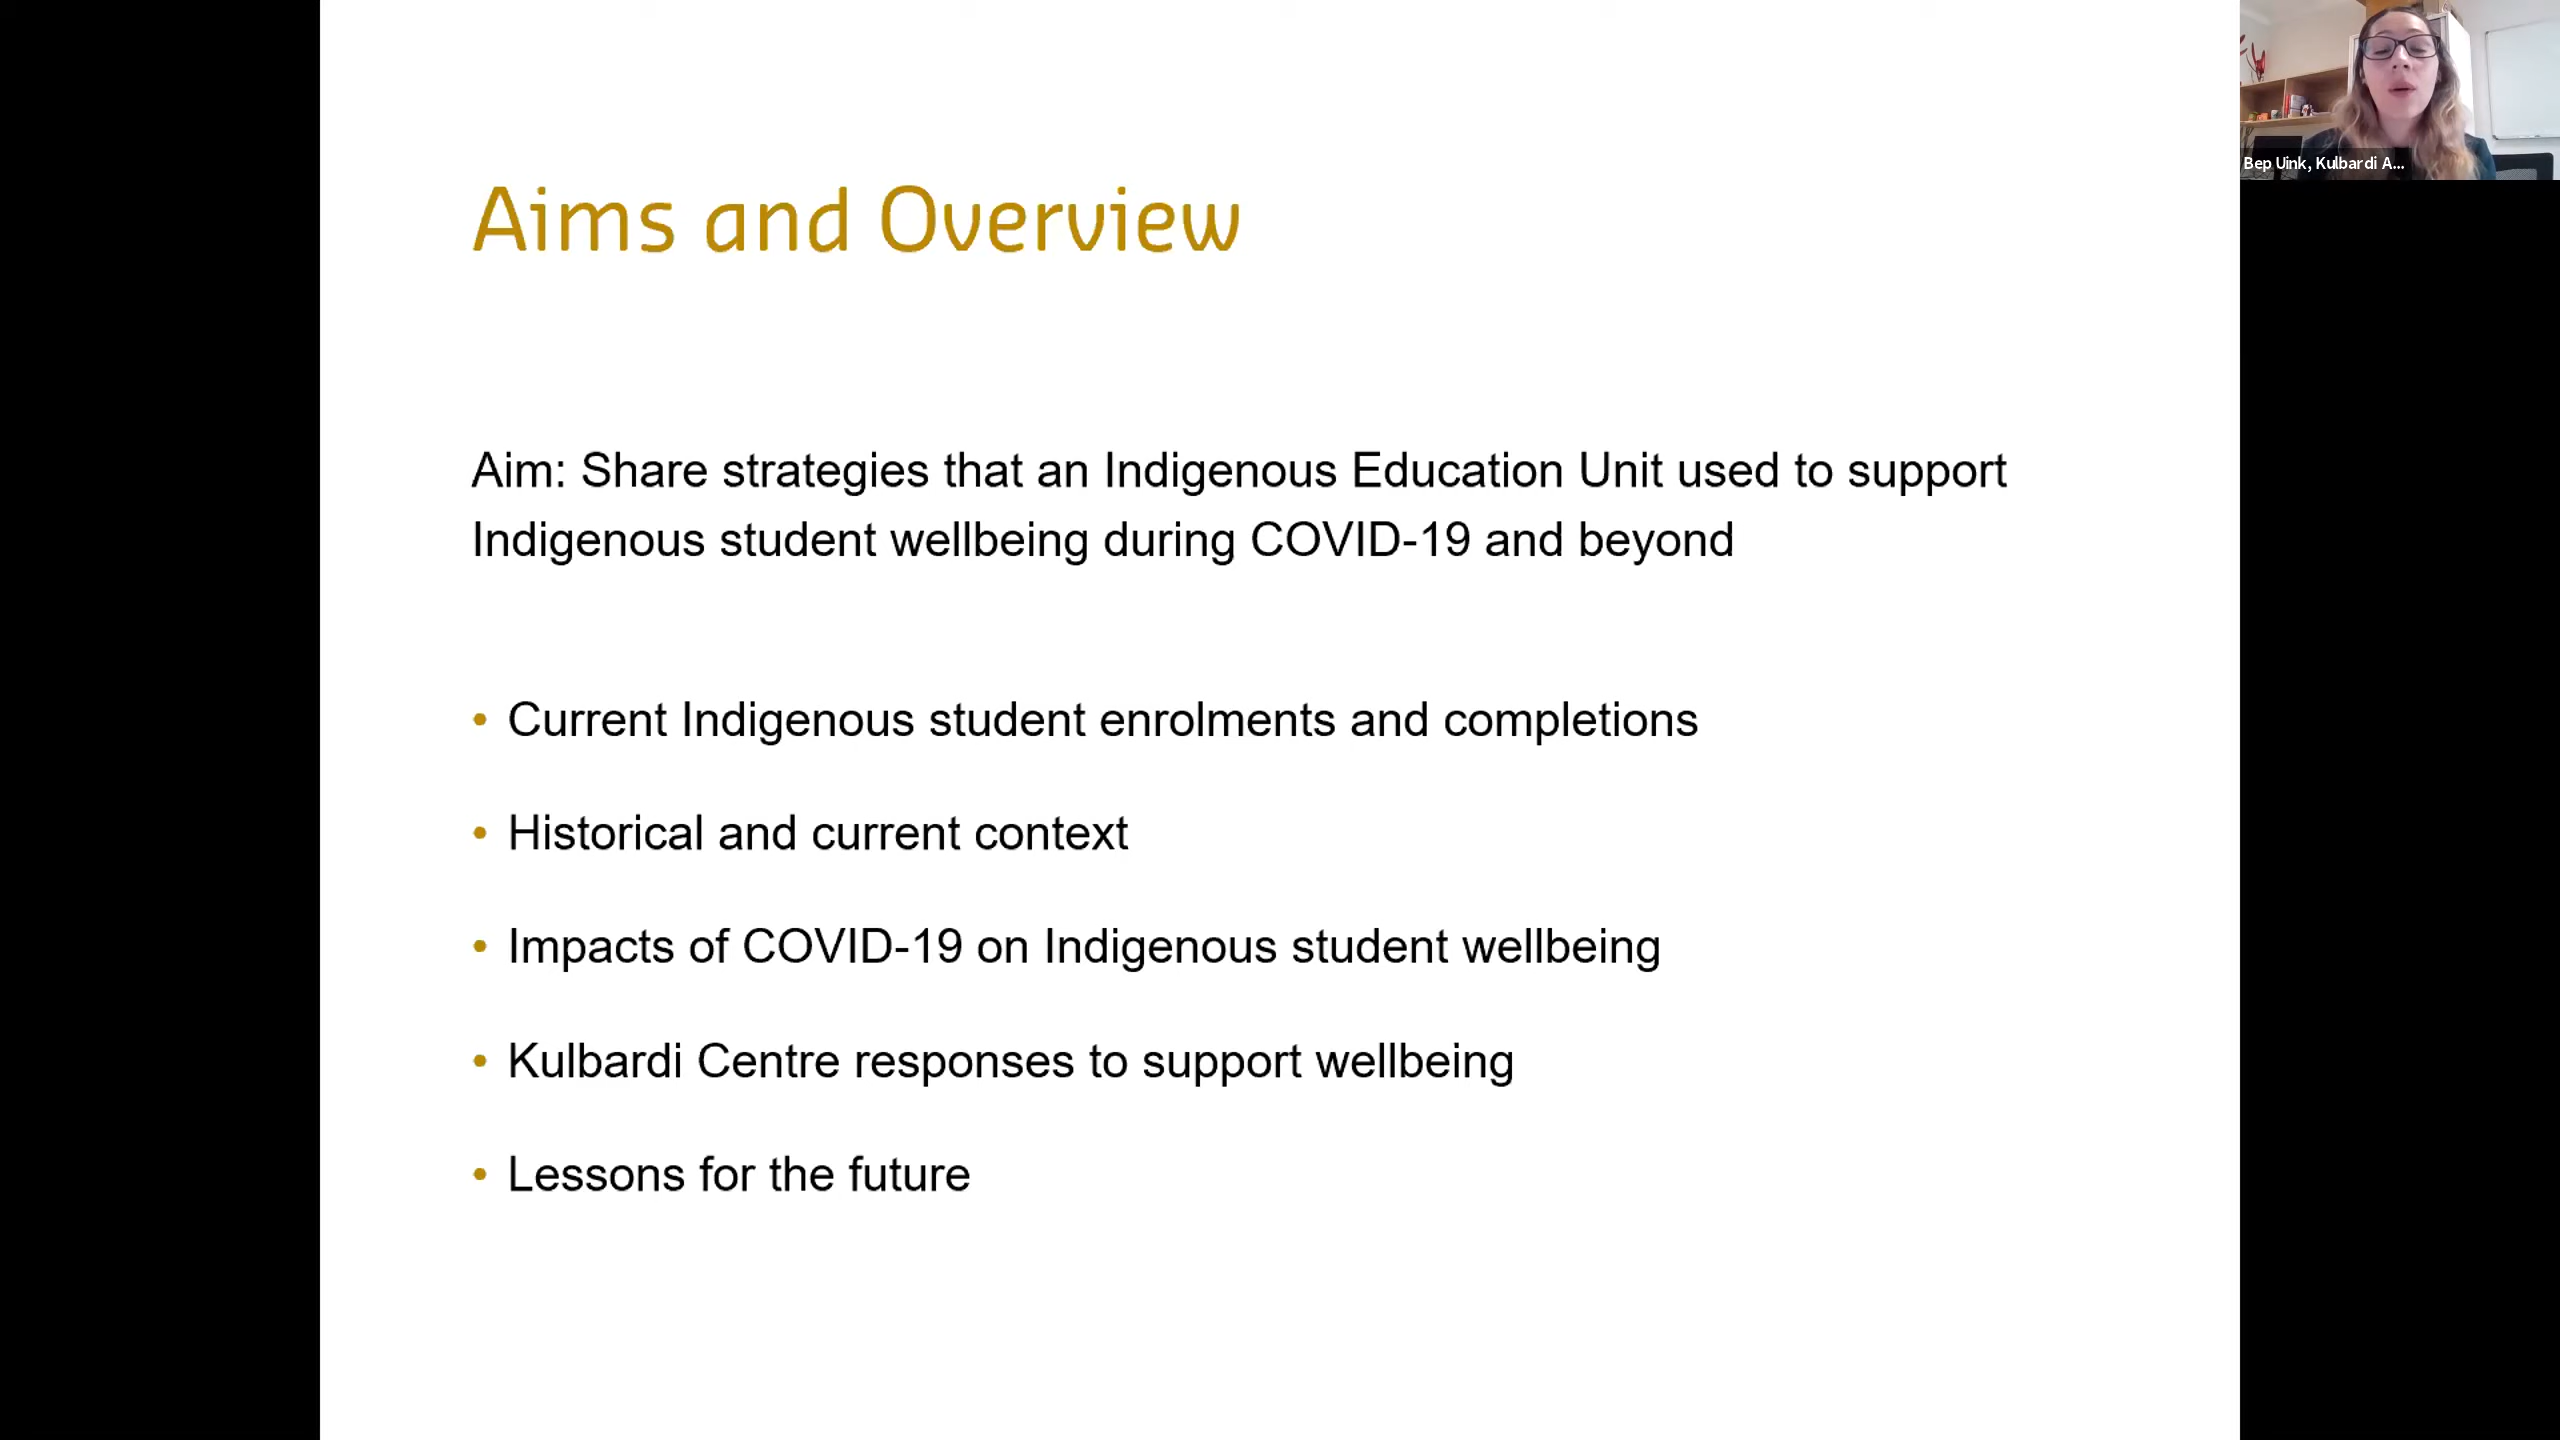 Aims and Overview
Bep Uink, Kulbardi A...
Aim: Share strategies that an Indigenous Education Unit used to support
Indigenous student wellbeing during COVID-19 and beyond
• Current Indigenous student enrolments and completions
• Historical and current context
• Impacts of COVID-19 on Indigenous student wellbeing
• Kulbardi Centre responses to support wellbeing
• Lessons for the future